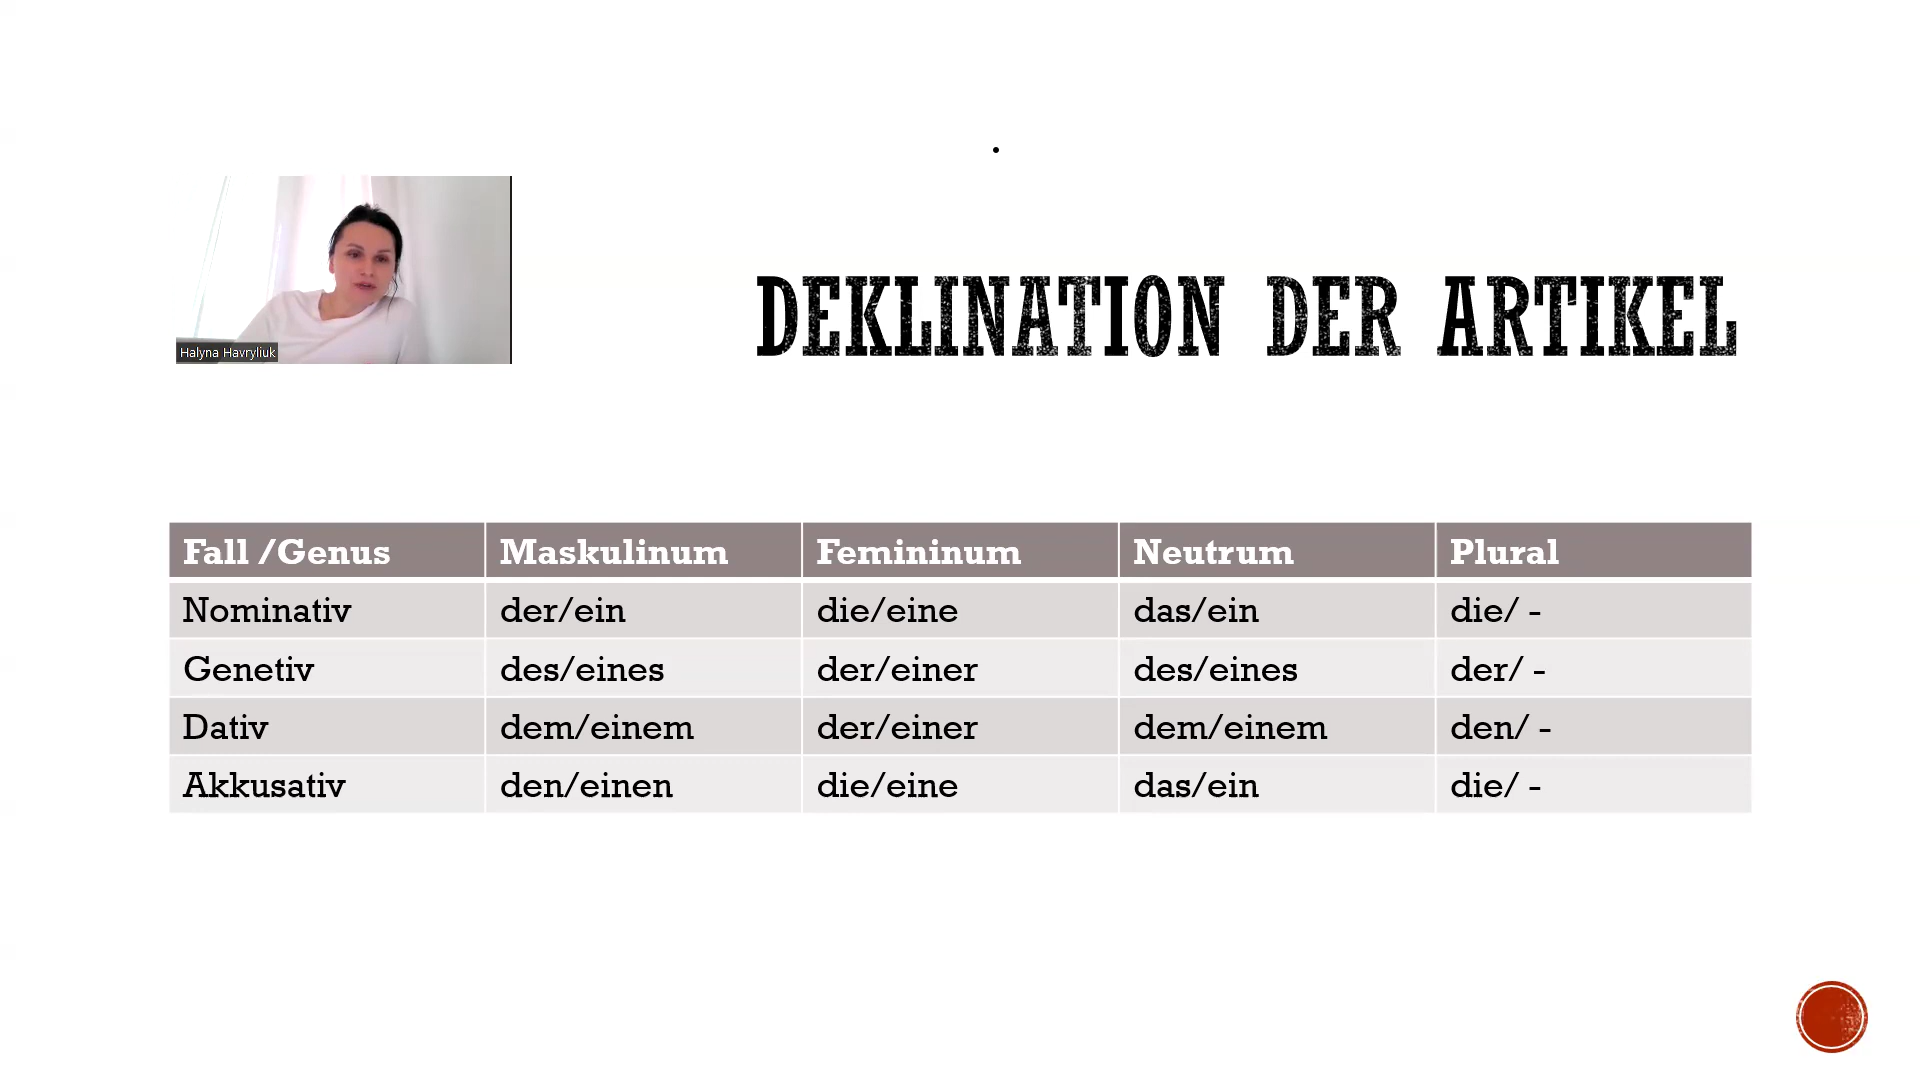 Halyna Havryliuk
DEKLINATION DER ARTIKEL
Fall /Genus Maskulinum Femininum Neutrum Plural
Nominativ der/ein die/eine das/ein die/ -
Genetiv des/eines der/einer des/eines der/ -
Dativ dem/einem der/einer dem/einem den/ -
Akkusativ den/einen die/eine das/ein die/ -